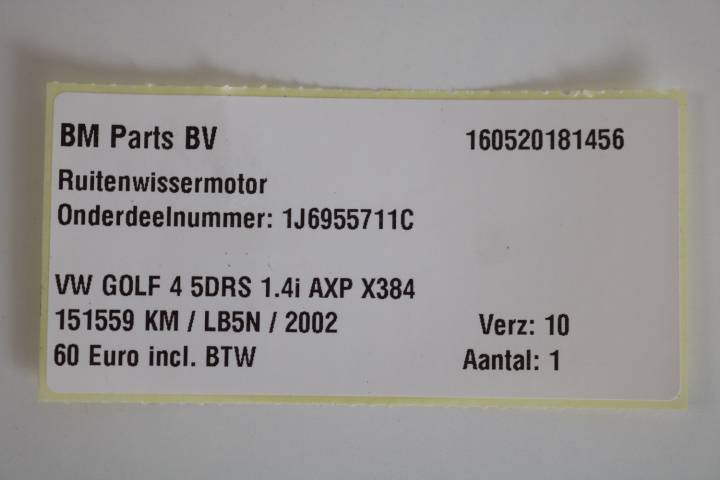 BM Parts BV 160520181456
Ruitenwissermotor
Onderdeelnummer: 1J6955711C
VW GOLF 4 5DRS 1.4i AXP X384
151559 KM / LB5N / 2002 Verz: 10
60 Euro incl. BTW Aantal: 1